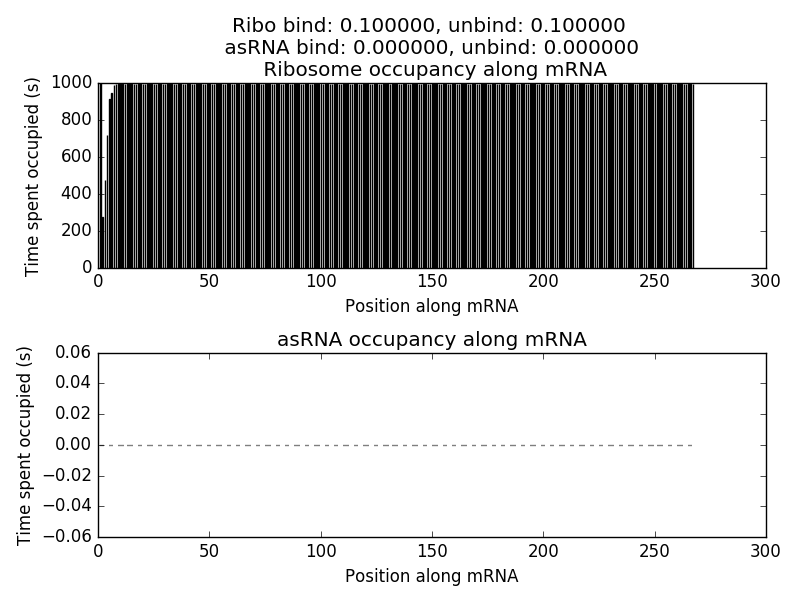 Ribo bind: 0.100000, unbind: 0.100000
asRNA bind: 0.000000, unbind: 0.000000
Ribosome occupancy along mRNA
Time spent occupied (s)
1000
800
600
400
200
0
0 50 100 150 200 250 300
Position along mRNA
asRNA occupancy along mRNA
Time spent occupied (s)
0.06
0.04
0.02
0.00
−0.02
−0.04
−0.06
0 50 100 150 200 250 300
Position along mRNA